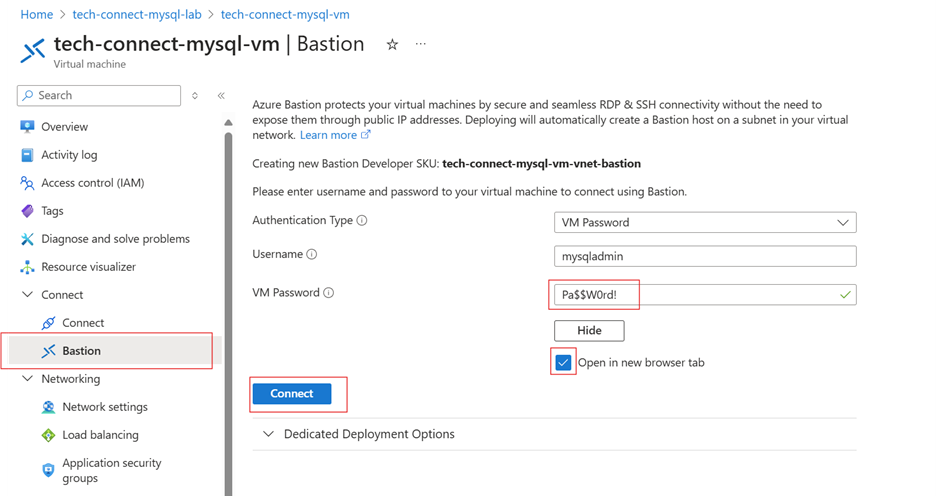 Home > tech-connect-mysql-lab > tech-connect-mysql-vm
tech-connect-mysql-vm | Bastion
Virtual machine
Search
Overview
Activity log
Access control (IAM)
Tags
Diagnose and solve problems
Resource visualizer
Connect
Connect
Bastion
Networking
Network settings
Load balancing
Application security
groups
Azure Bastion protects your virtual machines by secure and seamless RDP & SSH connectivity without the need to
expose them through public IP addresses. Deploying will automatically create a Bastion host on a subnet in your virtual
network. Learn more
Creating new Bastion Developer SKU: tech-connect-mysql-vm-vnet-bastion
Please enter username and password to your virtual machine to connect using Bastion.
Authentication Type
VM Password
Username
mysqladmin
VM Password
Pa$$W0rd!
Hide
Open in new browser tab
Connect
Dedicated Deployment Options